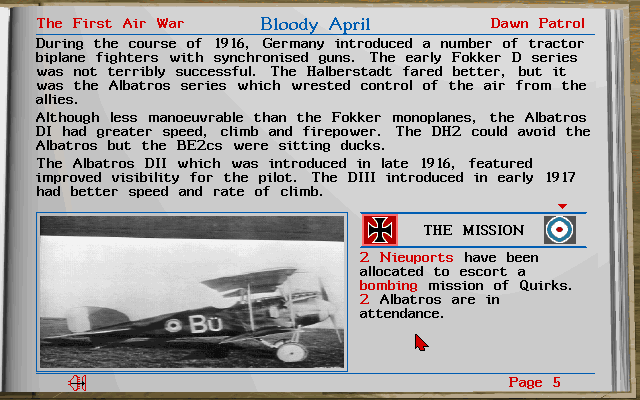 The First Air War
Bloody April
Dawn Patrol
During the course of 1916, Germany introduced a number of tractor
biplane fighters with synchronised guns. The early Fokker D series
was not terribly successful. The Halberstadt fared better, but it
was the Albatros series which wrested control of the air from the
allies.
Although less manoeuvrable than the Fokker monoplanes, the Albatros
DI had greater speed, climb and firepower. The DH2 could avoid the
Albatros but the BE2cs were sitting ducks.
The Albatros DII which was introduced in late 1916, featured
improved visibility for the pilot. The DIII introduced in early 1917
had better speed and rate of climb.
Bü
THE MISSION
2 Nieuports have been
allocated to escort a
bombing mission of Quirks.
2 Albatros are in
attendance.
Page 5